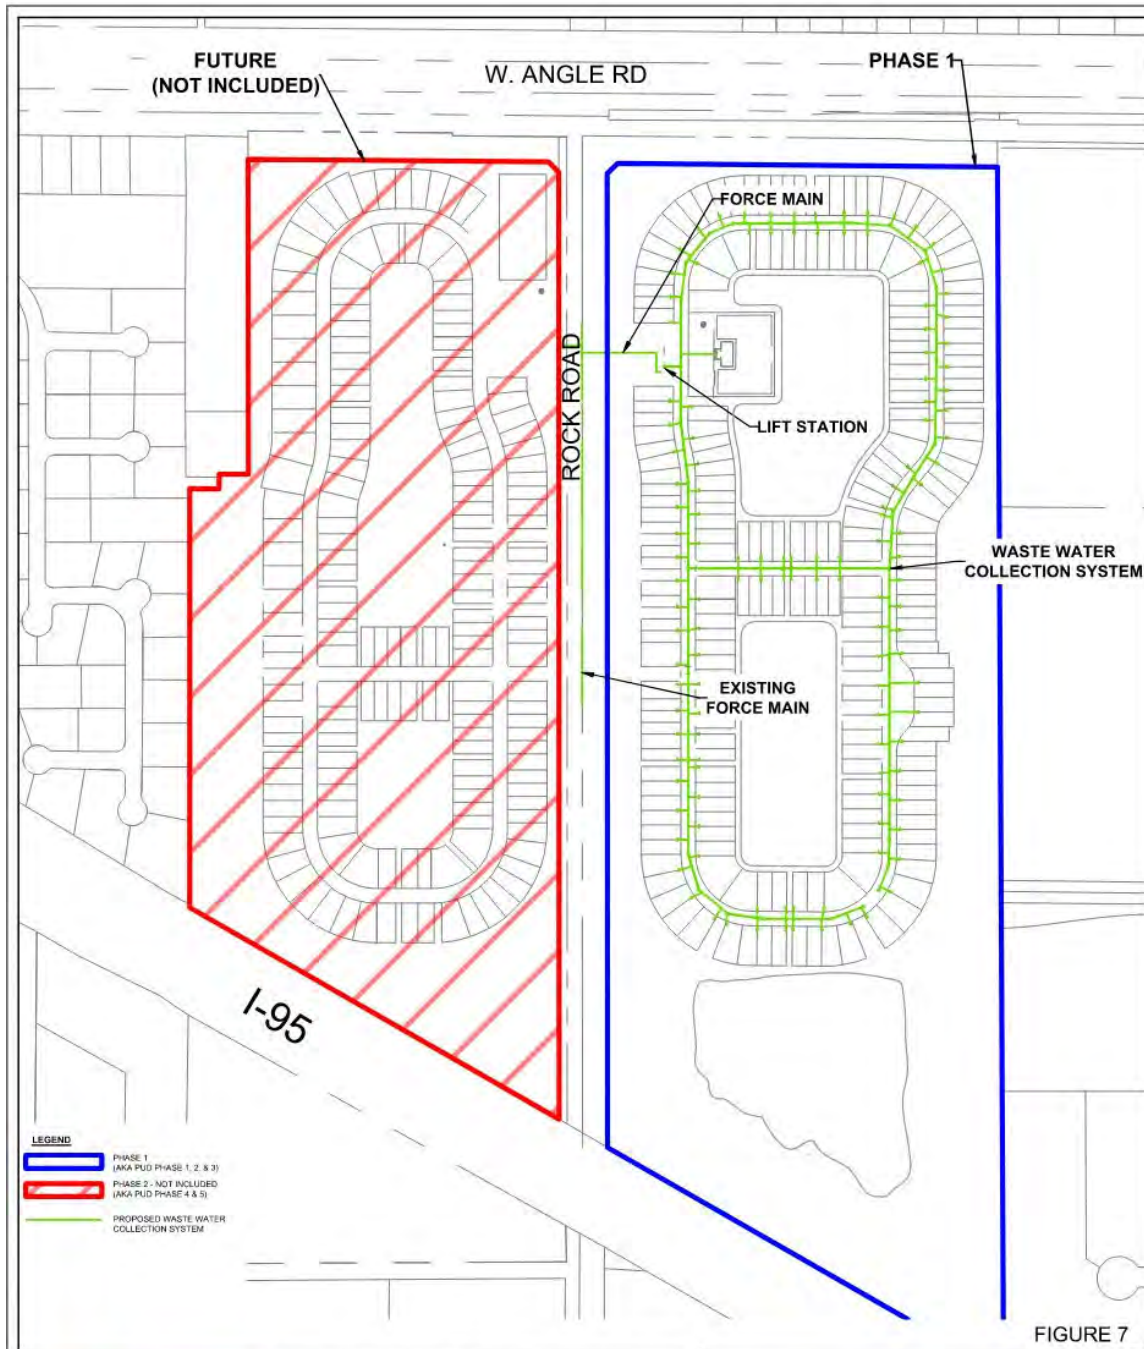 FUTURE
(NOT INCLUDED)
W. ANGLE RD
PHASE 1
FORCE MAIN
ROCK ROAD
LIFT STATION
WASTE WATER
COLLECTION SYSTEM
EXISTING
FORCE MAIN
I-95
LEGEND
PHASE 1
(AKA PUD PHASE 1, 2, & 3)
PHASE 2 - NOT INCLUDED
(AKA PUD PHASE 4 & 5)
PROPOSED WASTE WATER
COLLECTION SYSTEM
FIGURE 7